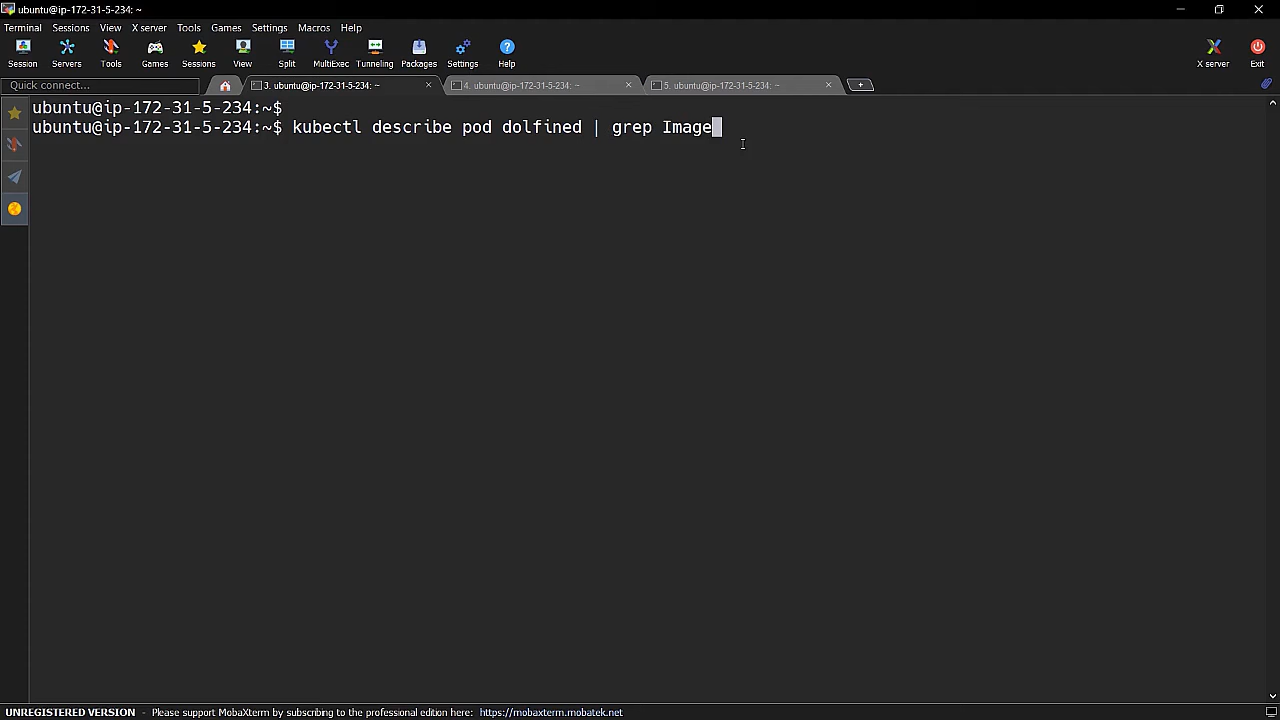 ubuntu@ip-172-31-5-234: ~
Terminal Sessions View X server Tools Games Settings Macros Help
Session Servers Tools Games Sessions View Split MultiExec Tunneling Packages Settings Help X server Exit
Quick connect... 3. ubuntu@ip-172-31-5-234: ~ 4. ubuntu@ip-172-31-5-234: ~ 5. ubuntu@ip-172-31-5-234: ~
ubuntu@ip-172-31-5-234:~$
ubuntu@ip-172-31-5-234:~$ kubectl describe pod dolfined | grep Image
UNREGISTERED VERSION - Please support MobaXterm by subscribing to the professional edition here: https://mobaxterm.mobatek.net